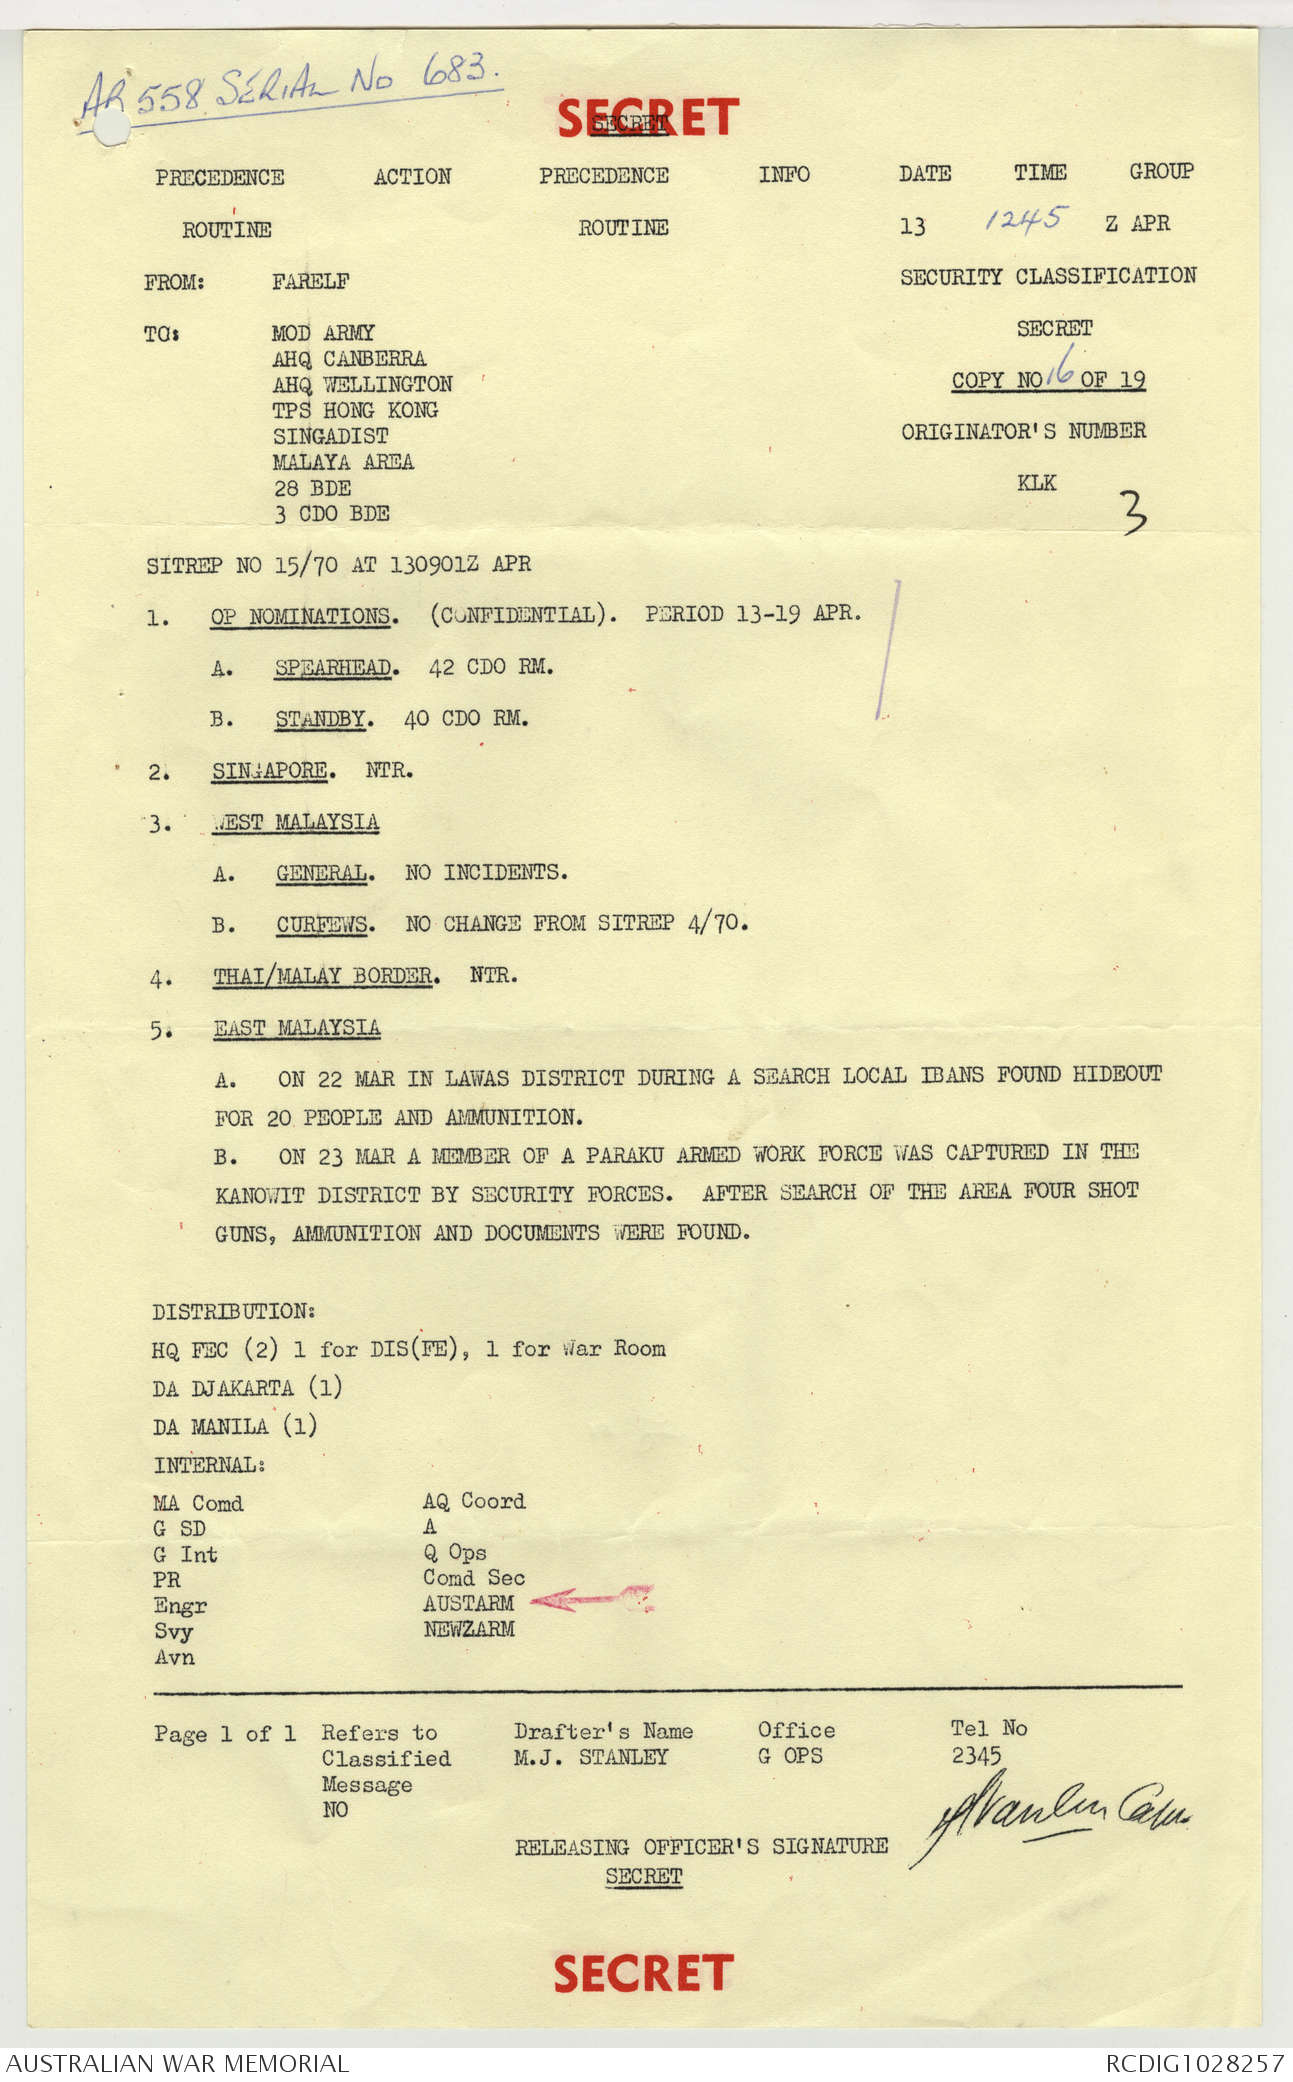 AR 558 SERIAL No 683.
SECRET
SECRET
PRECEDENCE ACTION PRECEDENCE INFO DATE TIME GROUP
ROUTINE ROUTINE 13 1245 Z APR
FROM: FARELF SECURITY CLASSIFICATION
TO: MOD ARMY SECRET
AHQ CANBERRA
AHQ WELLINGTON COPY NO 16 OF 19
TPS HONG KONG
SINGADIST ORIGINATOR'S NUMBER
MALAYA AREA
28 BDE KLK
3 CDO BDE 3
SITREP NO 15/70 AT 130901Z APR
1. OP NOMINATIONS. (CONFIDENTIAL). PERIOD 13-19 APR.
A. SPEARHEAD. 42 CDO RM.
B. STANDBY. 40 CDO RM.
2. SINGAPORE. NTR.
3. WEST MALAYSIA
A. GENERAL. NO INCIDENTS.
B. CURFEWS. NO CHANGE FROM SITREP 4/70.
4. THAI/MALAY BORDER. NTR.
5. EAST MALAYSIA
A. ON 22 MAR IN LAWAS DISTRICT DURING A SEARCH LOCAL IBANS FOUND HIDEOUT
FOR 20 PEOPLE AND AMMUNITION.
B. ON 23 MAR A MEMBER OF A PARAKU ARMED WORK FORCE WAS CAPTURED IN THE
KANOWIT DISTRICT BY SECURITY FORCES. AFTER SEARCH OF THE AREA FOUR SHOT
GUNS, AMMUNITION AND DOCUMENTS WERE FOUND.
DISTRIBUTION:
HQ FEC (2) 1 for DIS(FE), 1 for War Room
DA DJAKARTA (1)
DA MANILA (1)
INTERNAL:
MA Comd AQ Coord
G SD A
G Int Q Ops
PR Comd Sec
Engr AUSTARM
Svy NEWZARM
Avn
Page 1 of 1 Refers to Drafter's Name Office Tel No
Classified M.J. STANLEY G OPS 2345
Message
NO
RELEASING OFFICER'S SIGNATURE
SECRET
SECRET
AUSTRALIAN WAR MEMORIAL RCDIG1028257